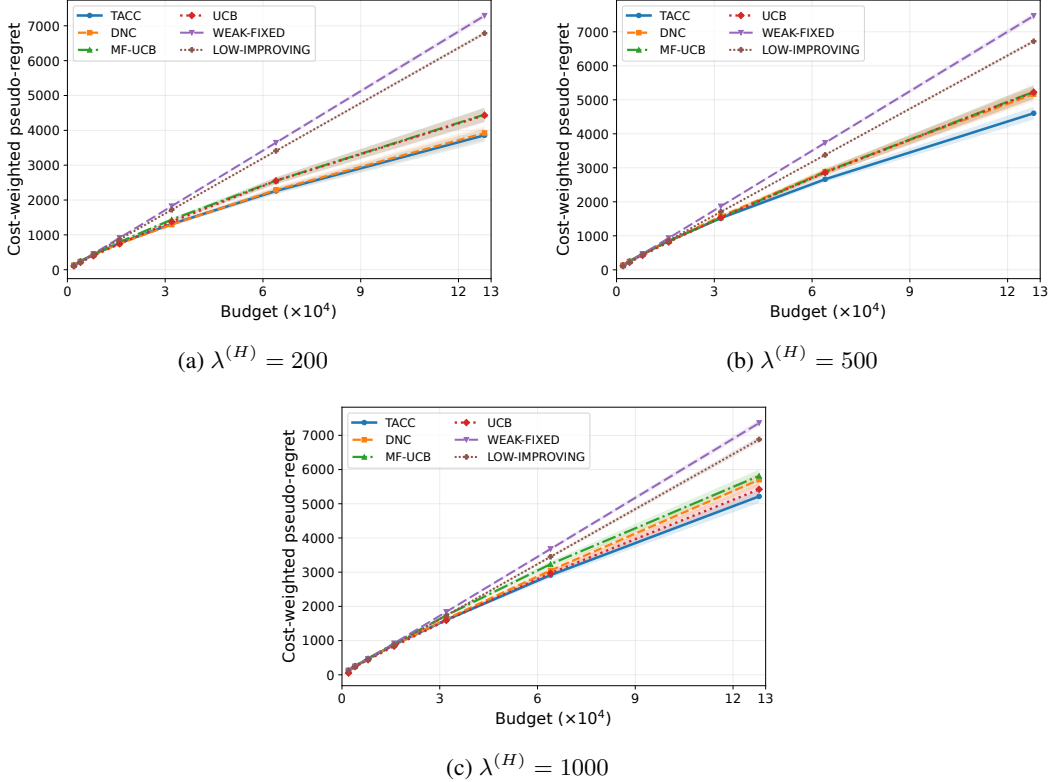 TACC
DNC
MF-UCB
UCB
WEAK-FIXED
LOW-IMPROVING
Cost-weighted pseudo-regret
7000
6000
5000
4000
3000
2000
1000
0
0 3 6 9 12 13
Budget (×10⁴)
(a) λ^(H) = 200
TACC
DNC
MF-UCB
UCB
WEAK-FIXED
LOW-IMPROVING
Cost-weighted pseudo-regret
7000
6000
5000
4000
3000
2000
1000
0
0 3 6 9 12 13
Budget (×10⁴)
(b) λ^(H) = 500
TACC
DNC
MF-UCB
UCB
WEAK-FIXED
LOW-IMPROVING
Cost-weighted pseudo-regret
7000
6000
5000
4000
3000
2000
1000
0
0 3 6 9 12 13
Budget (×10⁴)
(c) λ^(H) = 1000